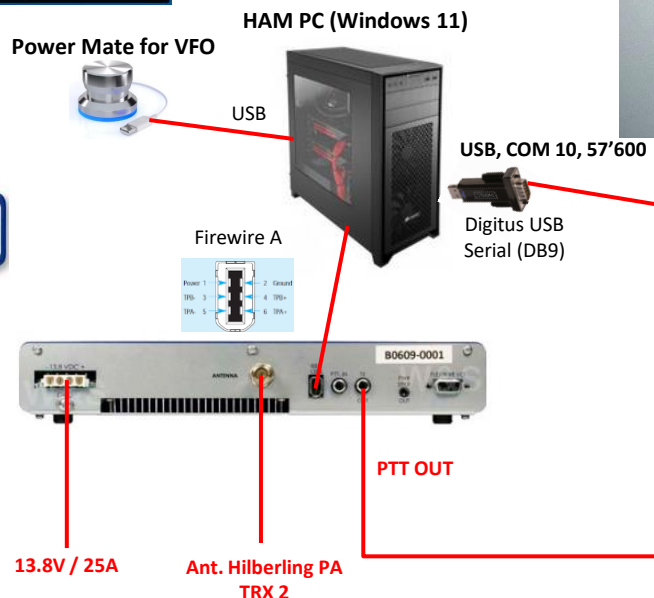 HAM PC (Windows 11)
Power Mate for VFO
USB
USB, COM 10, 57’600
Digitus USB
Serial (DB9)
Firewire A
Power 1
2 Ground
TPB- 3
4 TPB+
TPA- 5
6 TPA+
B0609-0001
13.8 VDC +
ANTENNA
PTT IN
PTT OUT
13.8V / 25A
Ant. Hilberling PA
TRX 2